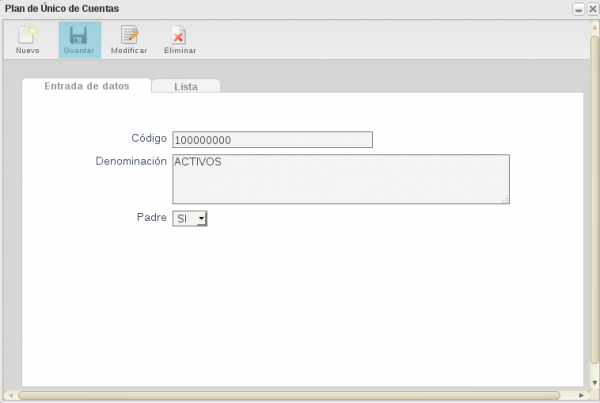 Plan de Único de Cuentas
Nuevo Guardar Modificar Eliminar
Entrada de datos Lista
Código 100000000
Denominación ACTIVOS
Padre SI